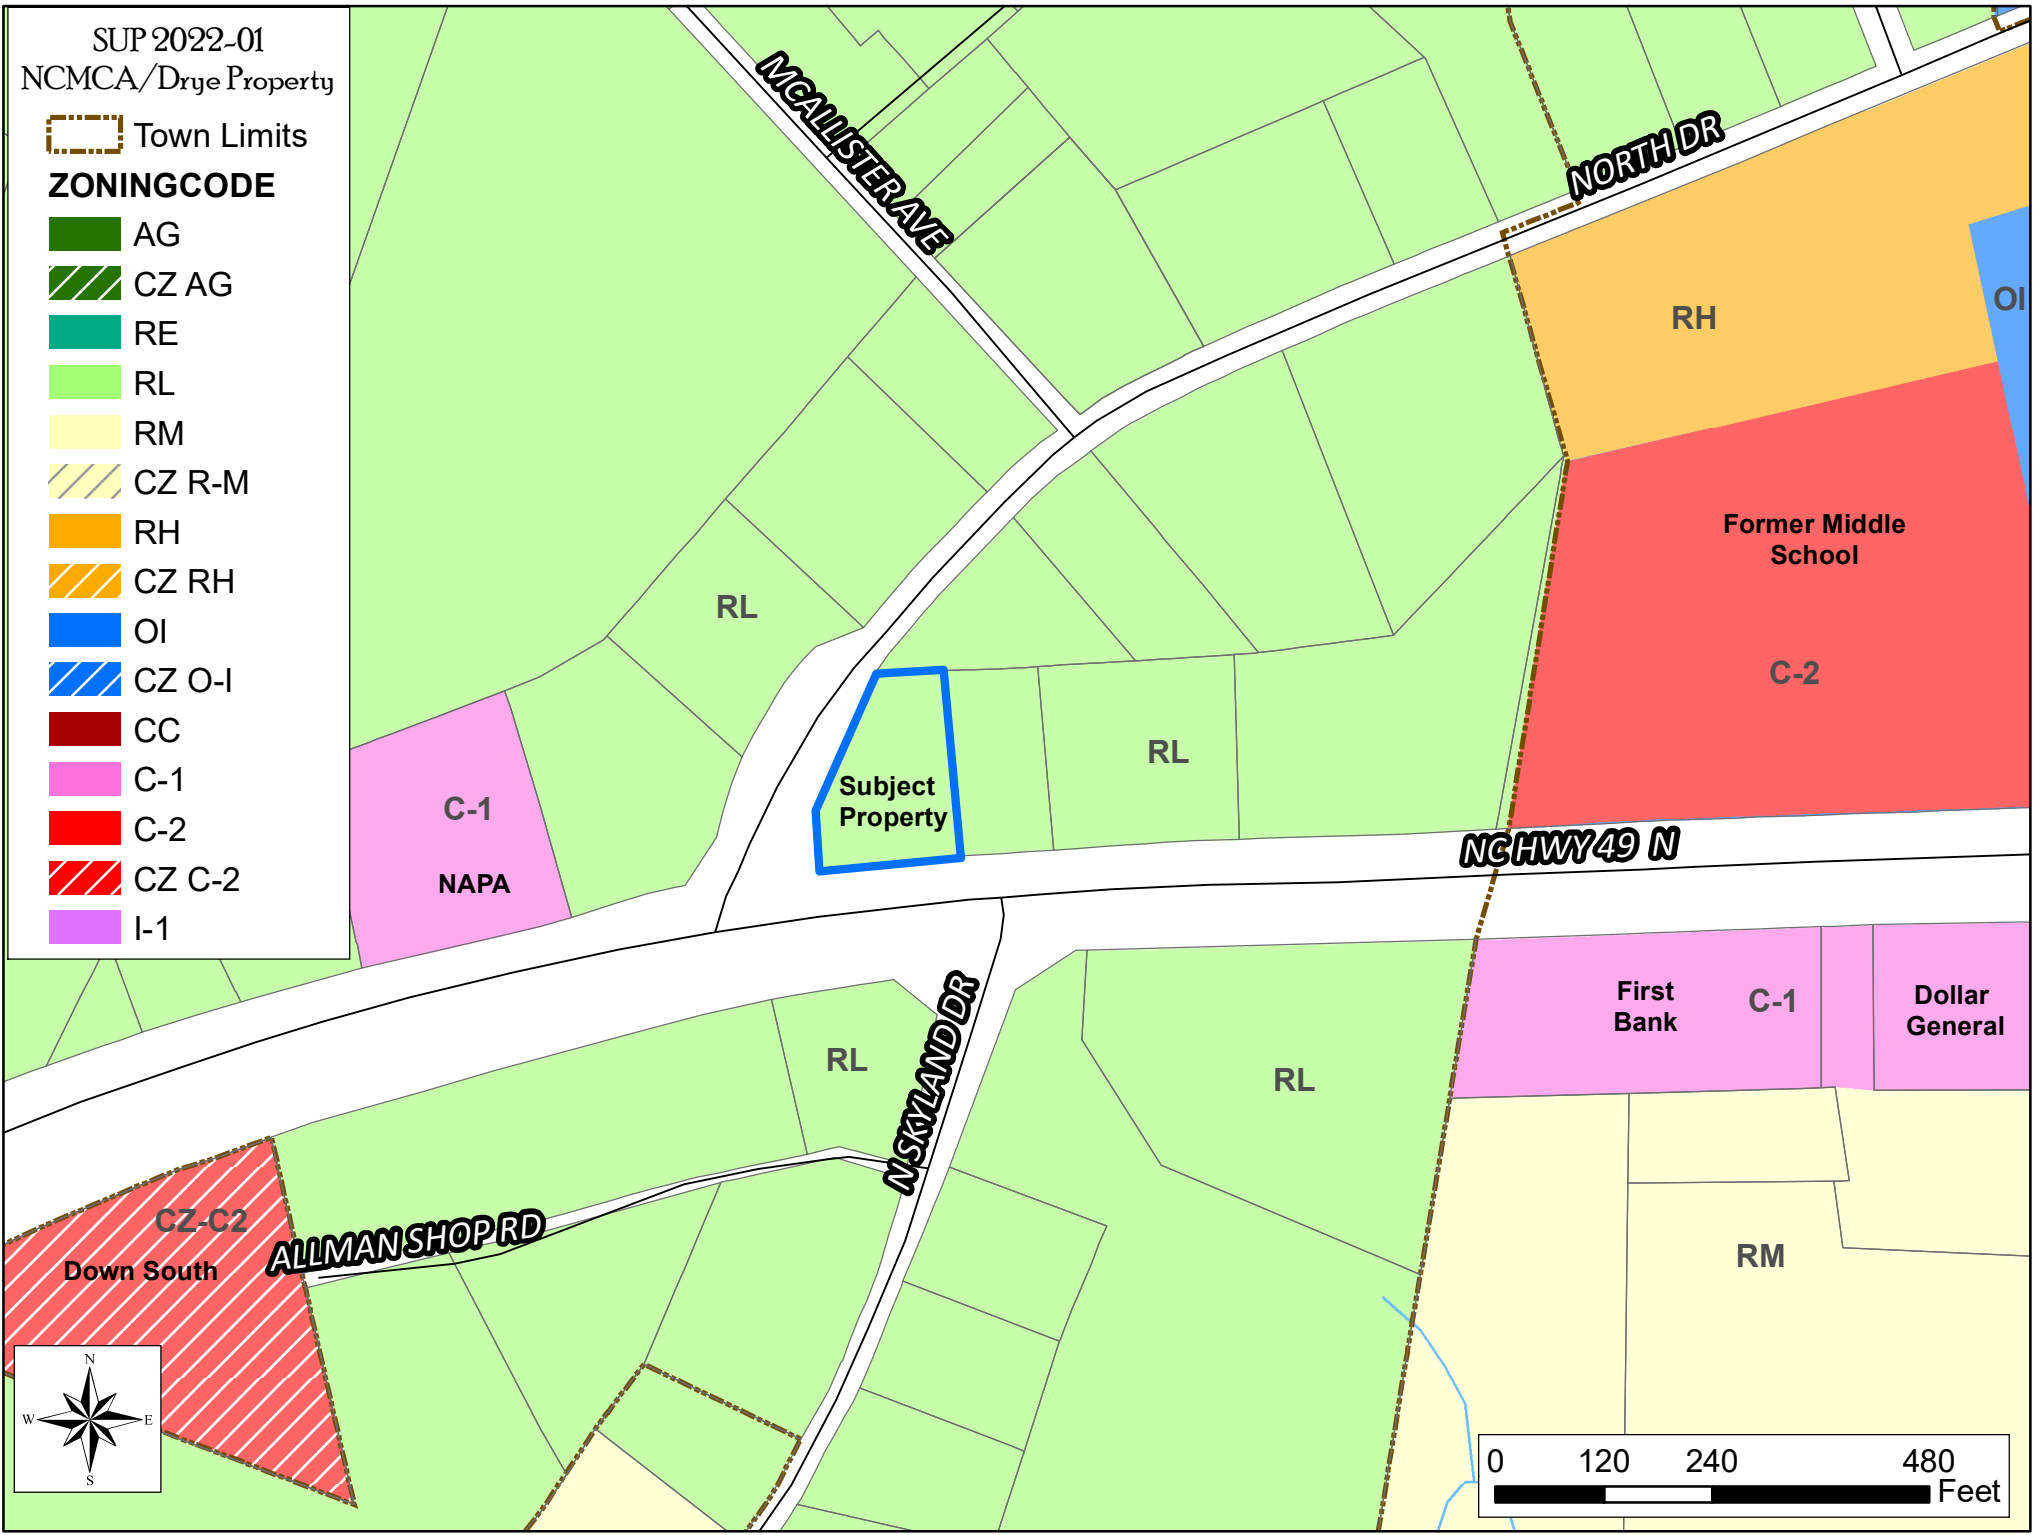 SUP 2022-01
NCMCA/Drye Property
Town Limits
ZONINGCODE
AG
CZ AG
RE
RL
RM
CZ R-M
RH
CZ RH
OI
CZ O-I
CC
C-1
C-2
CZ C-2
I-1
MCALLISTER AVE
NORTH DR
RH
OI
Former Middle
School
C-2
RL
RL
Subject
Property
C-1
NAPA
NC HWY 49 N
First
Bank
C-1
Dollar
General
N SKYLAND DR
RL
RL
CZ-C2
Down South
ALLMAN SHOP RD
RM
N
W
E
S
0 120 240 480
Feet